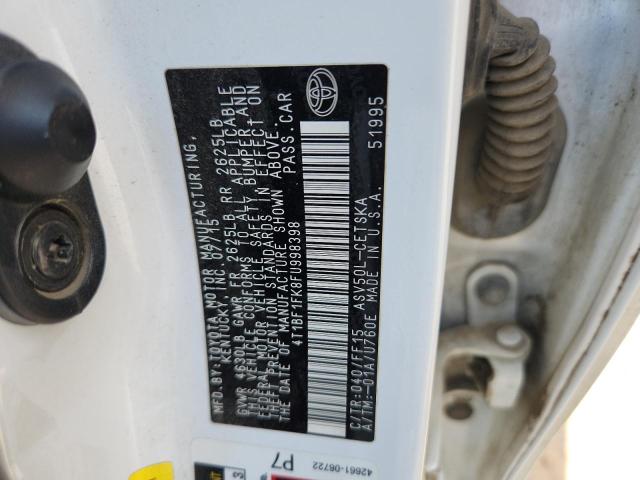 MFD.BY:TOYOTA MOTOR MANUFACTURING,
KENTUCKY, INC. 07/15
GVWR 4630LB GAWR FR 2625LB RR 2625LB
THIS VEHICLE CONFORMS TO ALL APPLICABLE
FEDERAL MOTOR VEHICLE SAFETY BUMPER AND
THEFT PREVENTION STANDARDS IN EFFECT ON
THE DATE OF MANUFACTURE SHOWN ABOVE.
4T1BF1FK8FU998398 PASS.CAR
C/TR:040/FF15 ASV50L-CETSKA
A/TM:-01A/U760E MADE IN U.S.A.
51995
P7
42661-06722